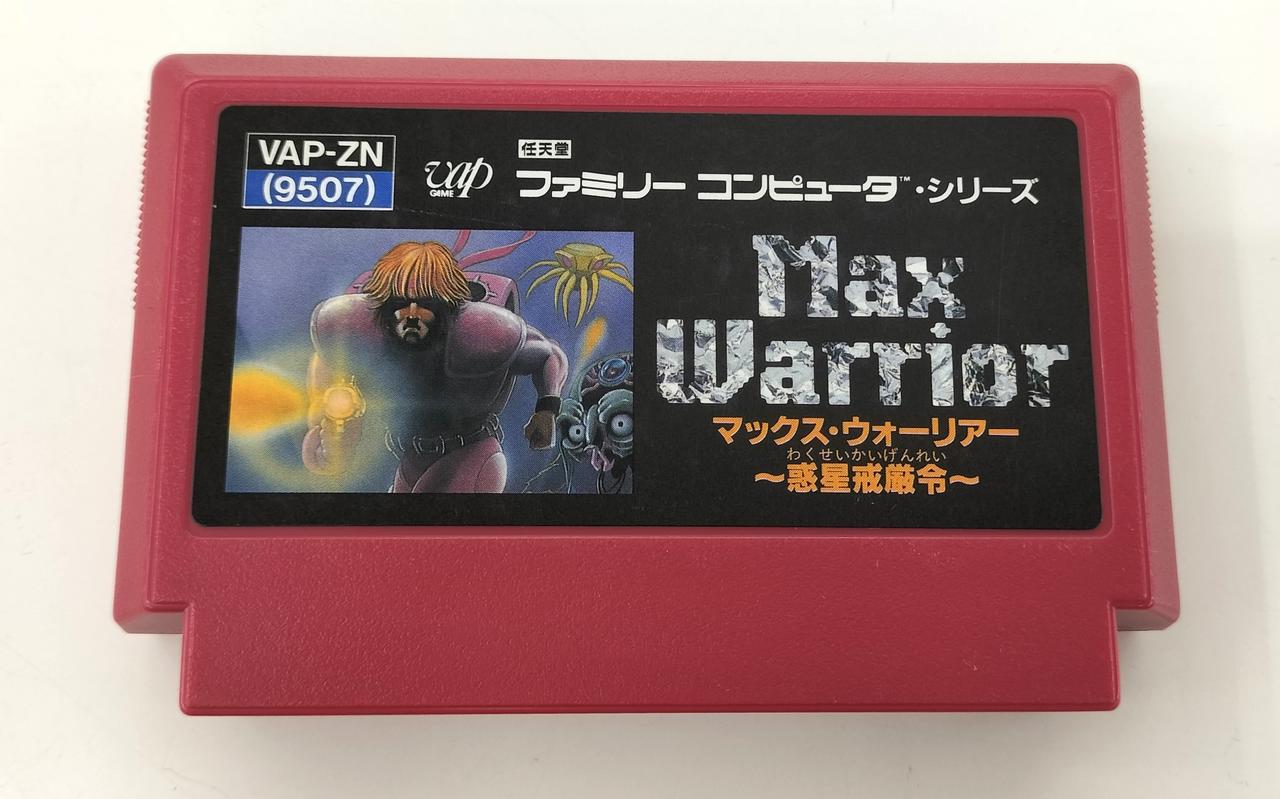 VAP-ZN
(9507)
vap
GAME
任天堂
ファミリー コンピュータ™・シリーズ
Max
Warrior
マックス・ウォーリアー
わくせいかいげんれい
～惑星戒厳令～